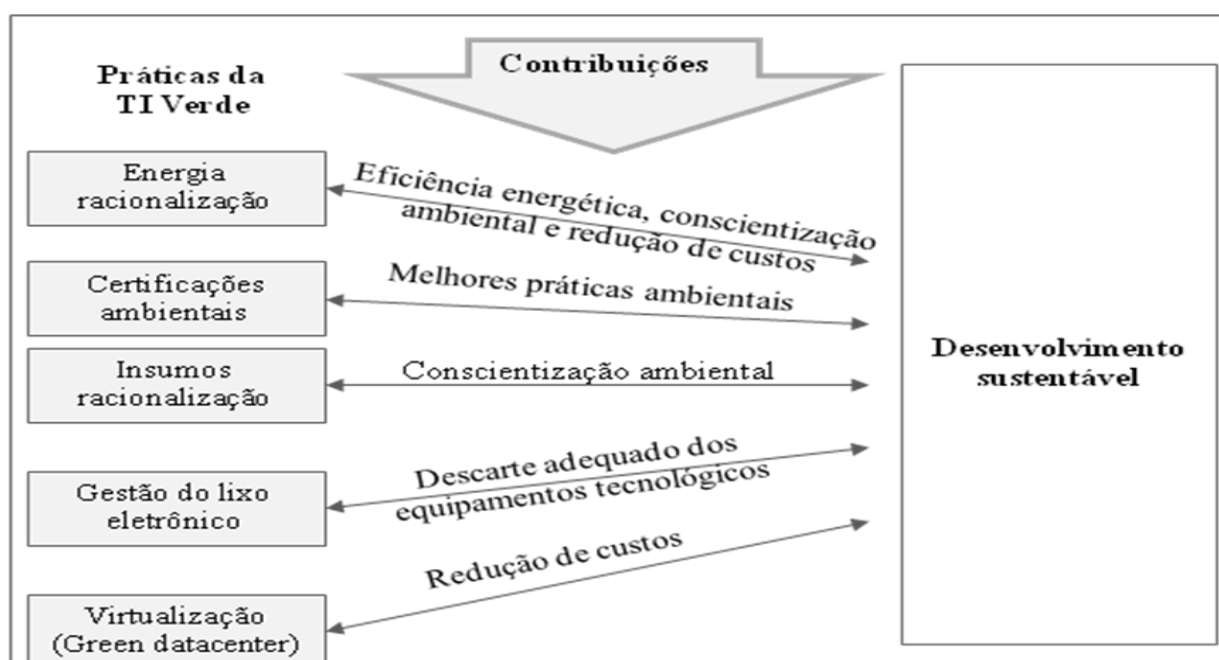 Contribuições
Práticas da
TI Verde
Energia
racionalização
Eficiência energética, conscientização
ambiental e redução de custos
Certificações
ambientais
Melhores práticas ambientais
Insumos
racionalização
Conscientização ambiental
Gestão do lixo
eletrônico
Descarte adequado dos
equipamentos tecnológicos
Virtualização
(Green datacenter)
Redução de custos
Desenvolvimento
sustentável